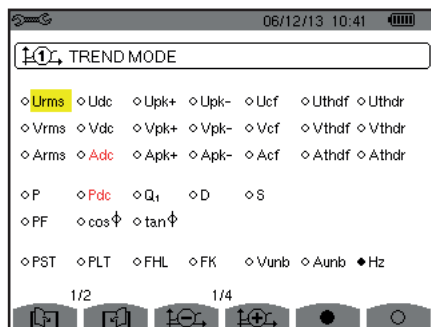 06/12/13 10:41
1 TREND MODE
Urms Udc Upk+ Upk- Ucf Uthdf Uthdr
Vrms Vdc Vpk+ Vpk- Vcf Vthdf Vthdr
Arms Adc Apk+ Apk- Acf Athdf Athdr
P Pdc Q₁ D S
PF cosΦ tanΦ
PST PLT FHL FK Vunb Aunb Hz
1/2 1/4